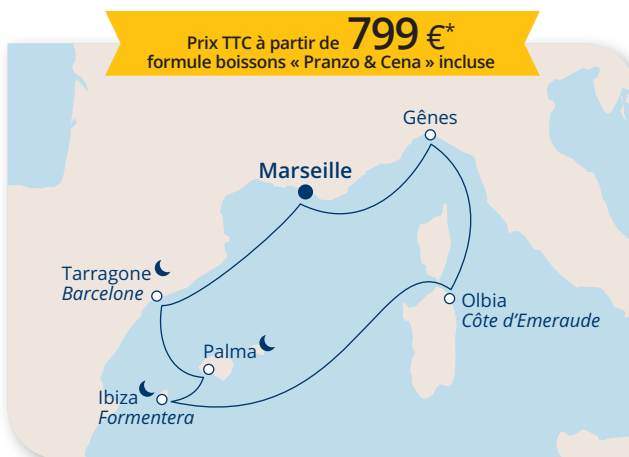 Prix TTC à partir de 799 €*
formule boissons « Pranzo & Cena » incluse
Gênes
Marseille
Tarragone
Barcelone
Olbia
Côte d’Emeraude
Palma
Ibiza
Formentera